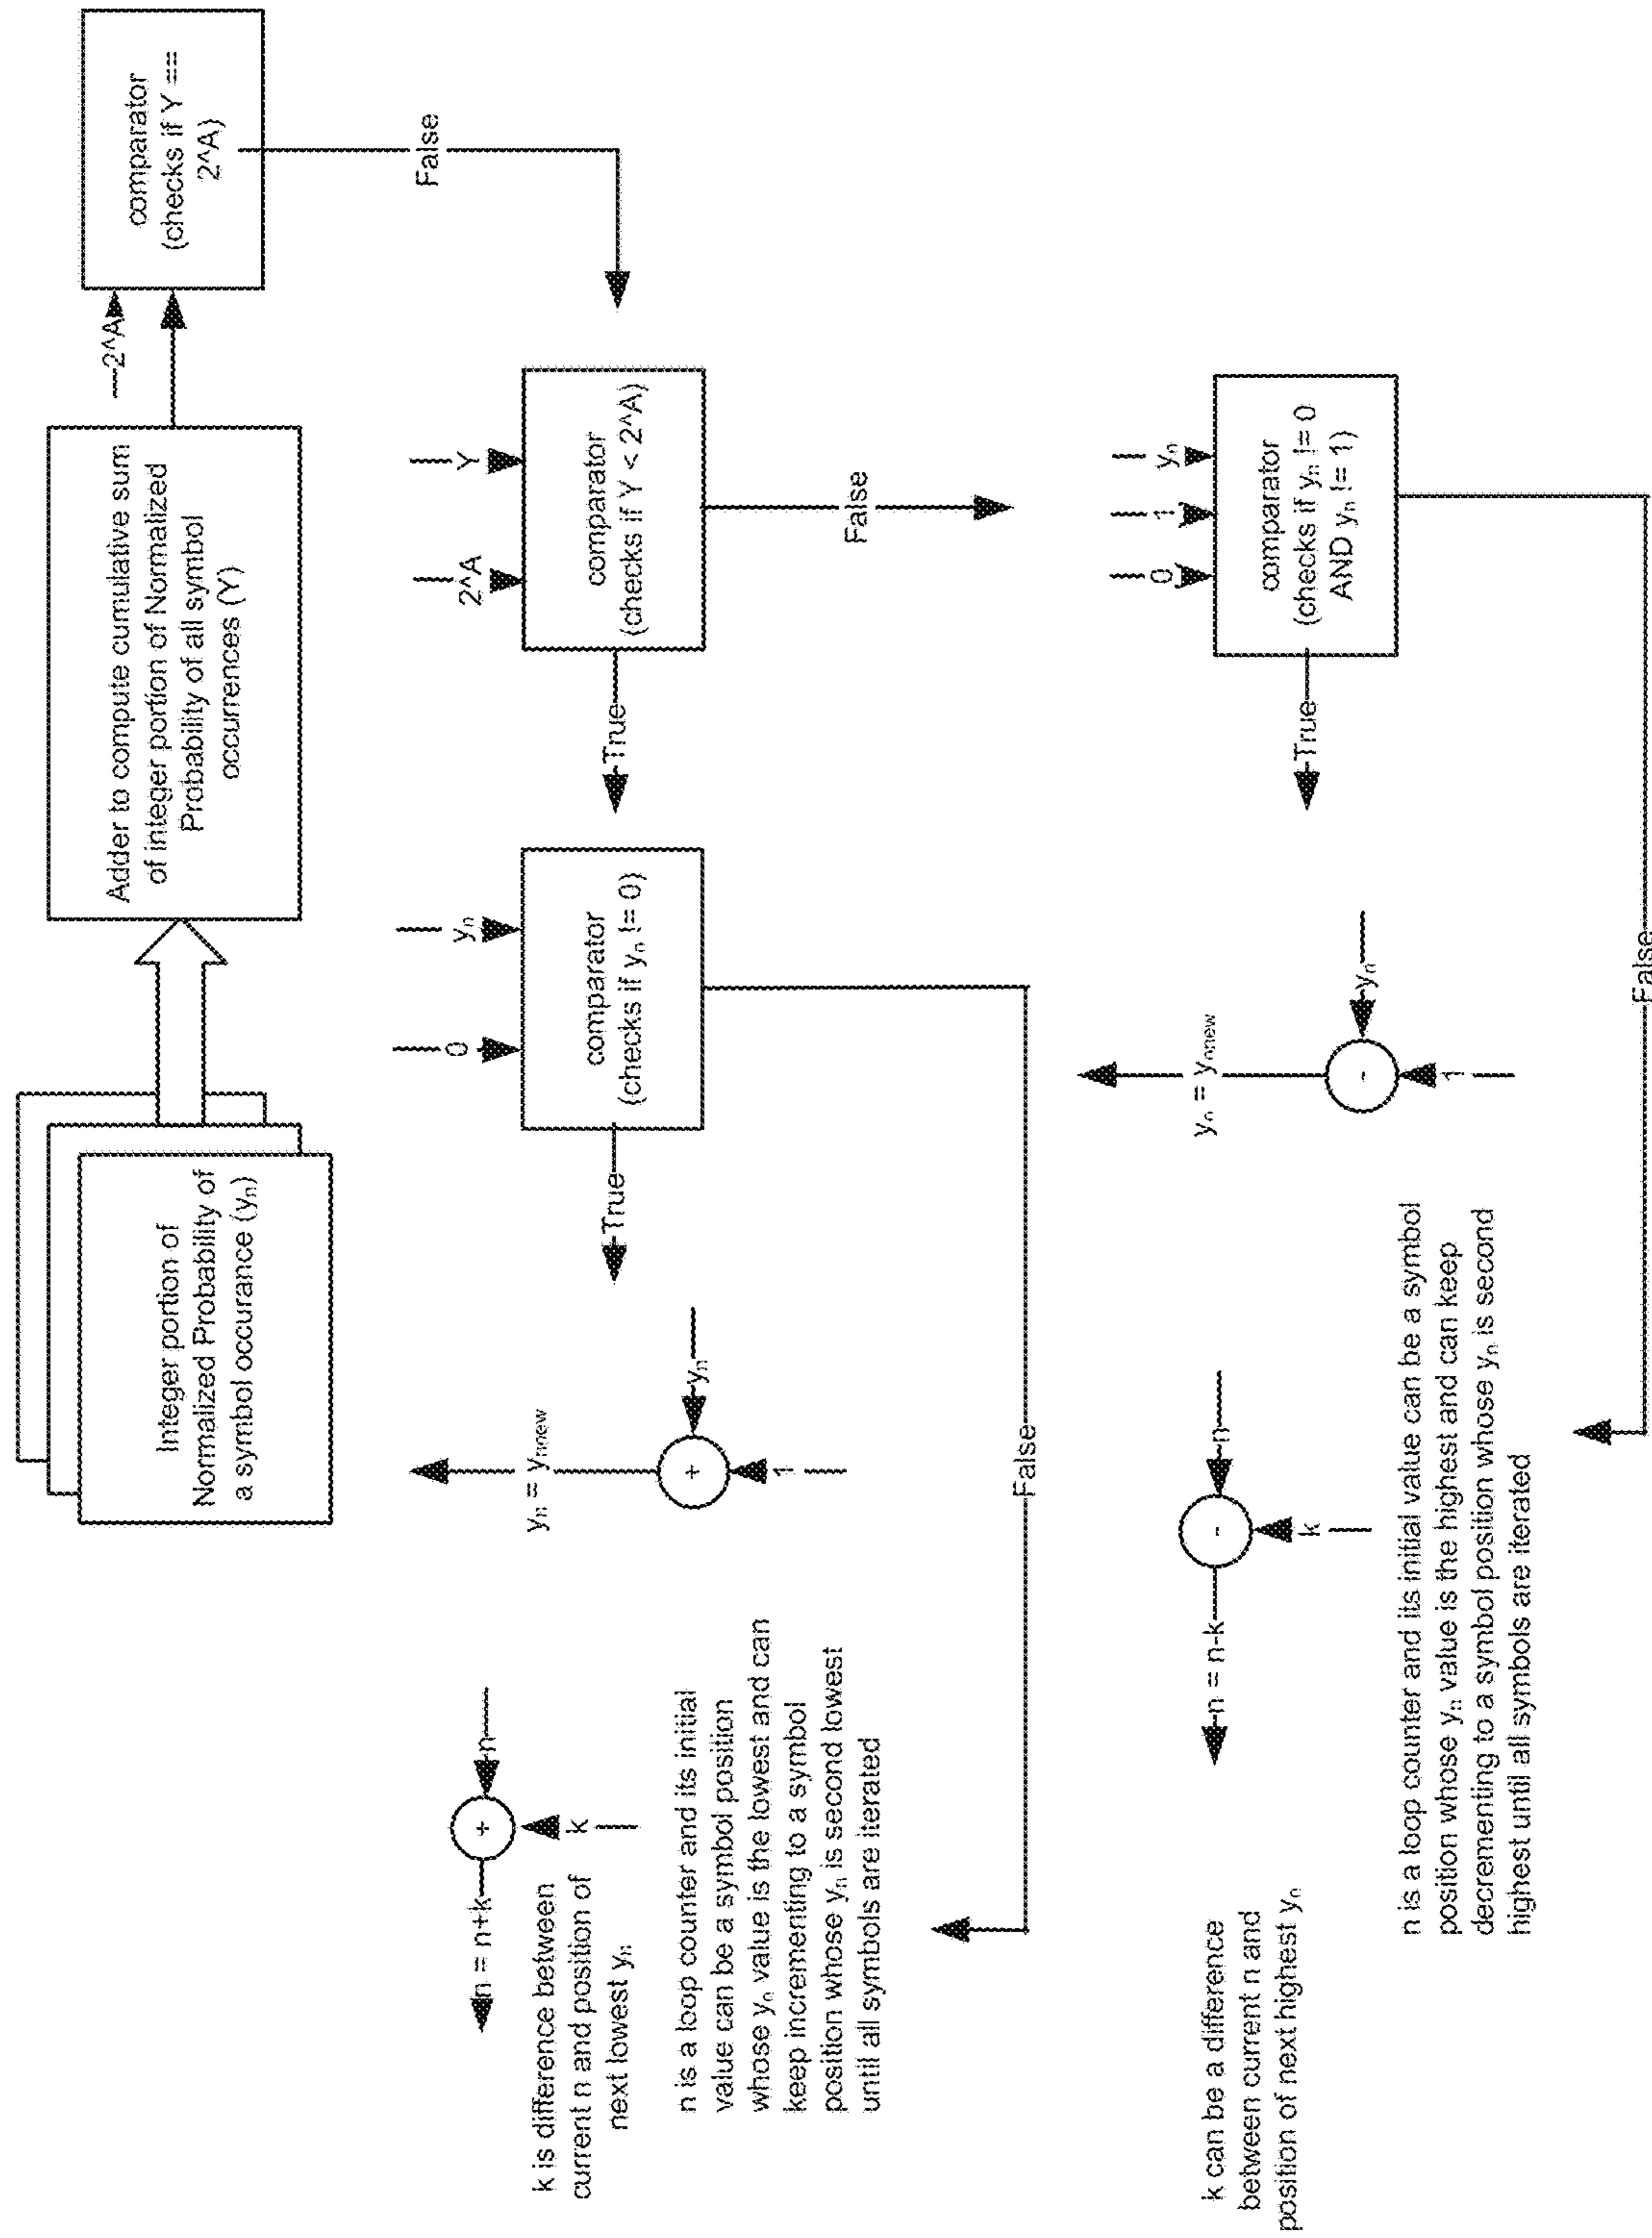 Integer portion of
Normalized Probability of
a symbol occurance (yn)
Adder to compute cumulative sum
of integer portion of Normalized
Probability of all symbol
occurrences (Y)
2^A
comparator
(checks if Y ==
2^A)
False
2^A
Y
comparator
(checks if Y < 2^A)
True
False
0
yn
comparator
(checks if yn != 0)
True
False
yn = ynnew
+
yn
1
n = n+k
+
n
k
k is difference between
current n and position of
next lowest yn
n is a loop counter and its initial
value can be a symbol position
whose yn value is the lowest and can
keep incrementing to a symbol
position whose yn is second lowest
until all symbols are iterated
0
1
yn
comparator
(checks if yn != 0
AND yn != 1)
True
False
yn = ynnew
-
yn
1
n = n-k
-
n
k
k can be a difference
between current n and
position of next highest yn
n is a loop counter and its initial value can be a symbol
position whose yn value is the highest and can keep
decrementing to a symbol position whose yn is second
highest until all symbols are iterated